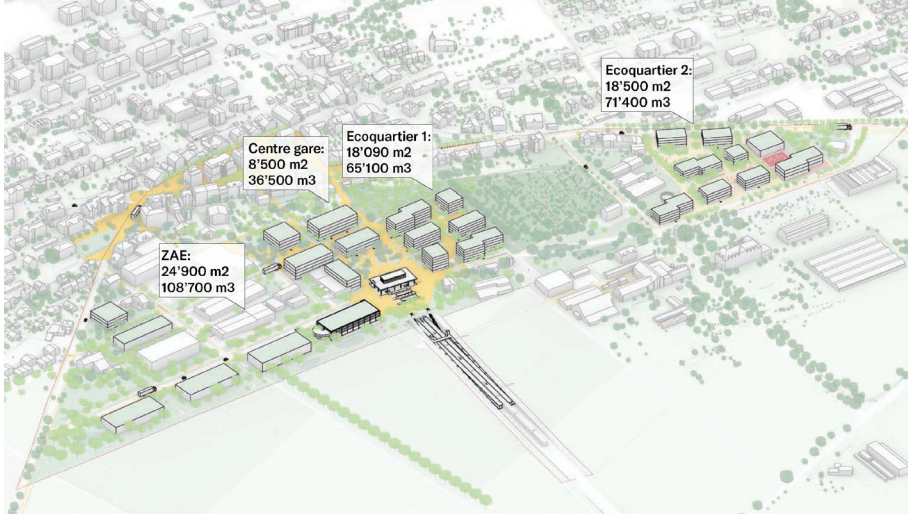 Ecoquartier 2:
18'500 m2
71'400 m3
Ecoquartier 1:
18'090 m2
65'100 m3
Centre gare:
8'500 m2
36'500 m3
ZAE:
24'900 m2
108'700 m3